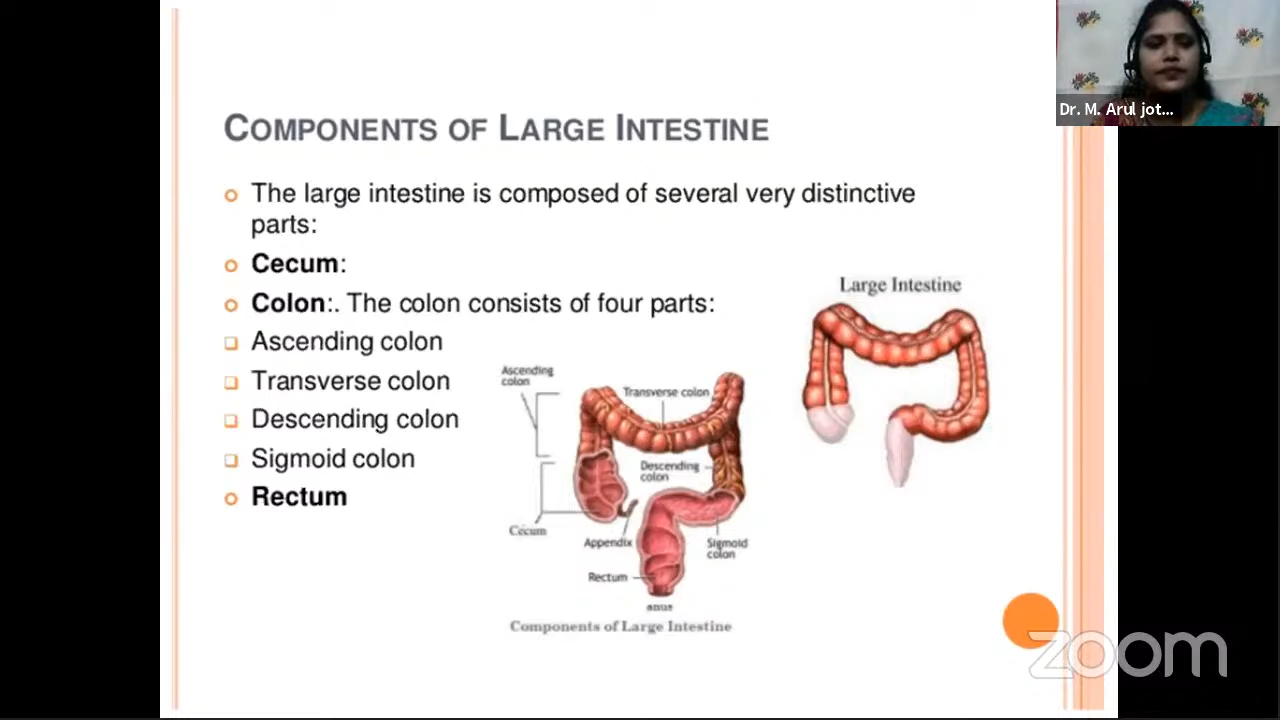 Dr. M. Arul jot...
COMPONENTS OF LARGE INTESTINE
The large intestine is composed of several very distinctive
parts:
Cecum:
Colon:. The colon consists of four parts:
Ascending colon
Transverse colon
Descending colon
Sigmoid colon
Rectum
Large Intestine
Ascending
colon
Transverse colon
Descending
colon
Cecum
Appendix
Sigmoid
colon
Rectum
anus
Components of Large Intestine
zoom